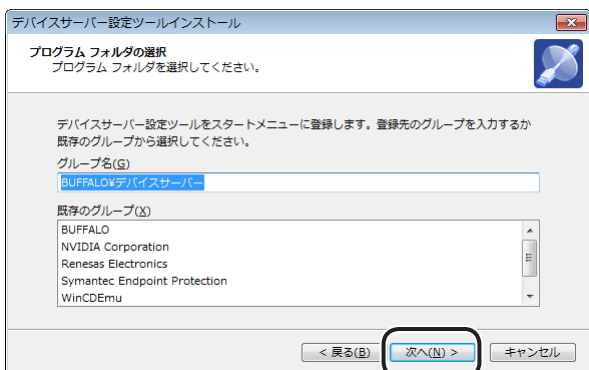 デバイスサーバー設定ツールインストール
プログラム フォルダの選択
プログラム フォルダを選択してください。
デバイスサーバー設定ツールをスタートメニューに登録します。登録先のグループを入力するか
既存のグループから選択してください。
グループ名(G)
BUFFALO¥デバイスサーバー
既存のグループ(X)
BUFFALO
NVIDIA Corporation
Renesas Electronics
Symantec Endpoint Protection
WinCDEmu
< 戻る(B) 次へ(N) > キャンセル